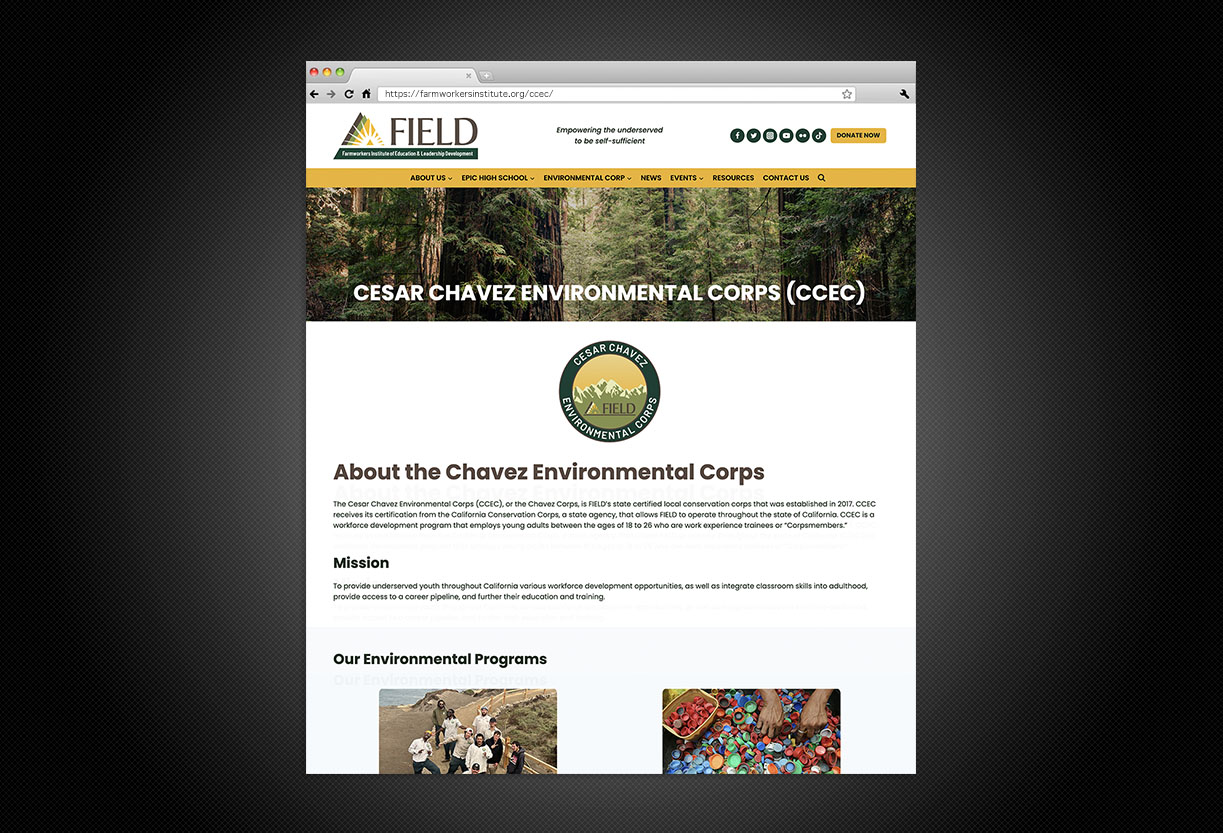 https://farmworkersinstitute.org/ccec/
FIELD
Farmworkers Institute of Education & Leadership Development
Empowering the underserved
to be self-sufficient
DONATE NOW
ABOUT US EPIC HIGH SCHOOL ENVIRONMENTAL CORP NEWS EVENTS RESOURCES CONTACT US
CESAR CHAVEZ ENVIRONMENTAL CORPS (CCEC)
CESAR CHAVEZ
FIELD
ENVIRONMENTAL CORPS
About the Chavez Environmental Corps
The Cesar Chavez Environmental Corps (CCEC), or the Chavez Corps, is FIELD's state certified local conservation corps that was established in 2017. CCEC
receives its certification from the California Conservation Corps, a state agency, that allows FIELD to operate throughout the state of California. CCEC is a
workforce development program that employs young adults between the ages of 18 to 26 who are work experience trainees or “Corpsmembers.”
Mission
To provide underserved youth throughout California various workforce development opportunities, as well as integrate classroom skills into adulthood,
provide access to a career pipeline, and further their education and training.
Our Environmental Programs